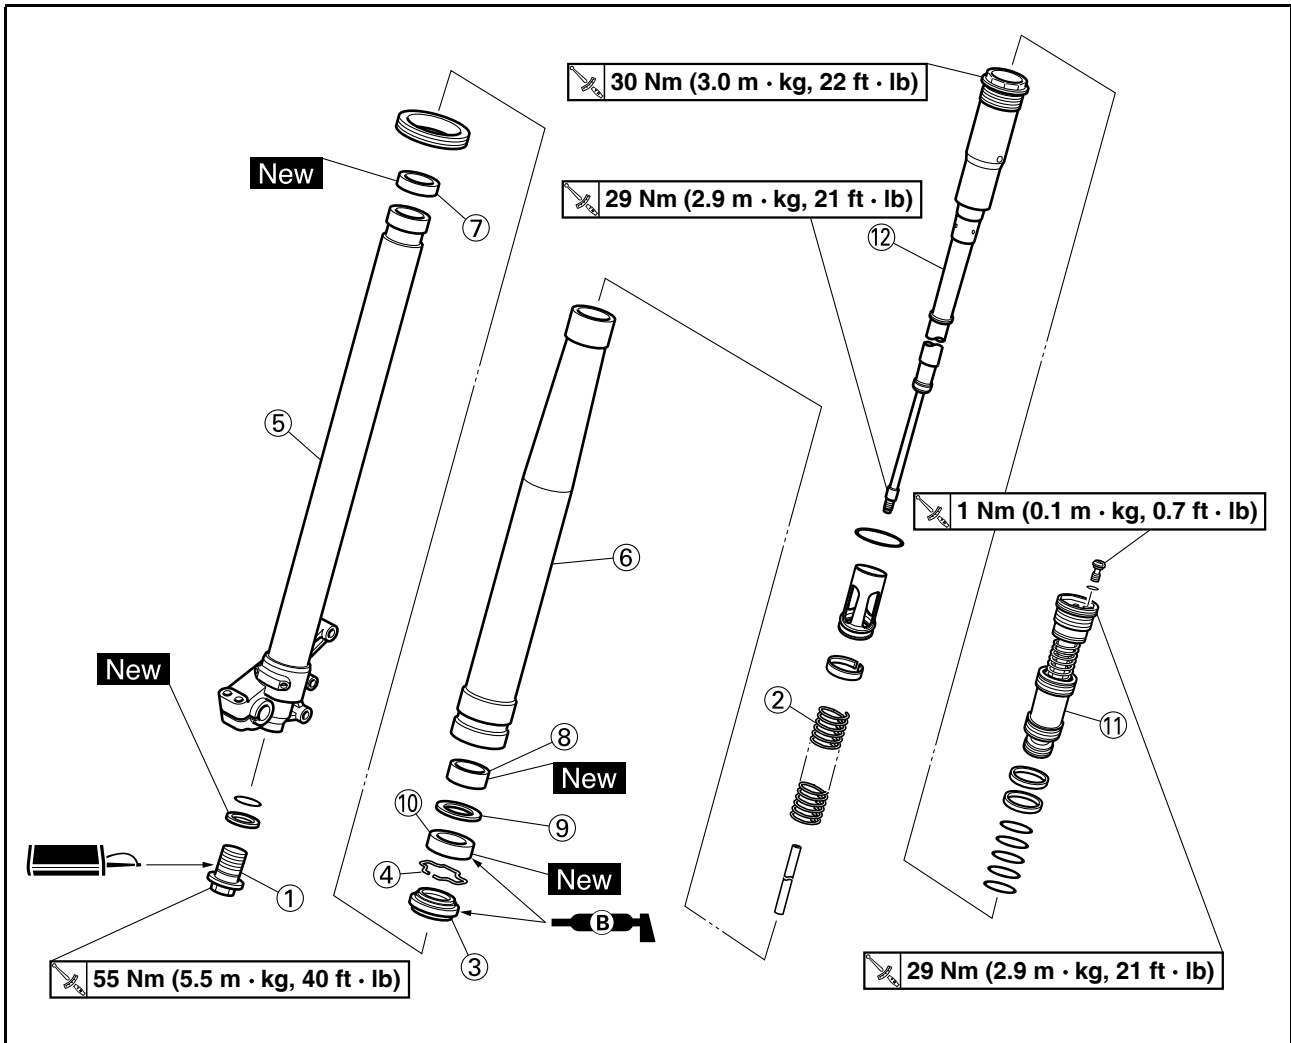 30 Nm (3.0 m · kg, 22 ft · lb)
New
29 Nm (2.9 m · kg, 21 ft · lb)
⑦
⑫
⑤
1 Nm (0.1 m · kg, 0.7 ft · lb)
⑥
New
②
⑪
⑧
New
⑩
⑨
④
New
①
B
③
55 Nm (5.5 m · kg, 40 ft · lb)
29 Nm (2.9 m · kg, 21 ft · lb)